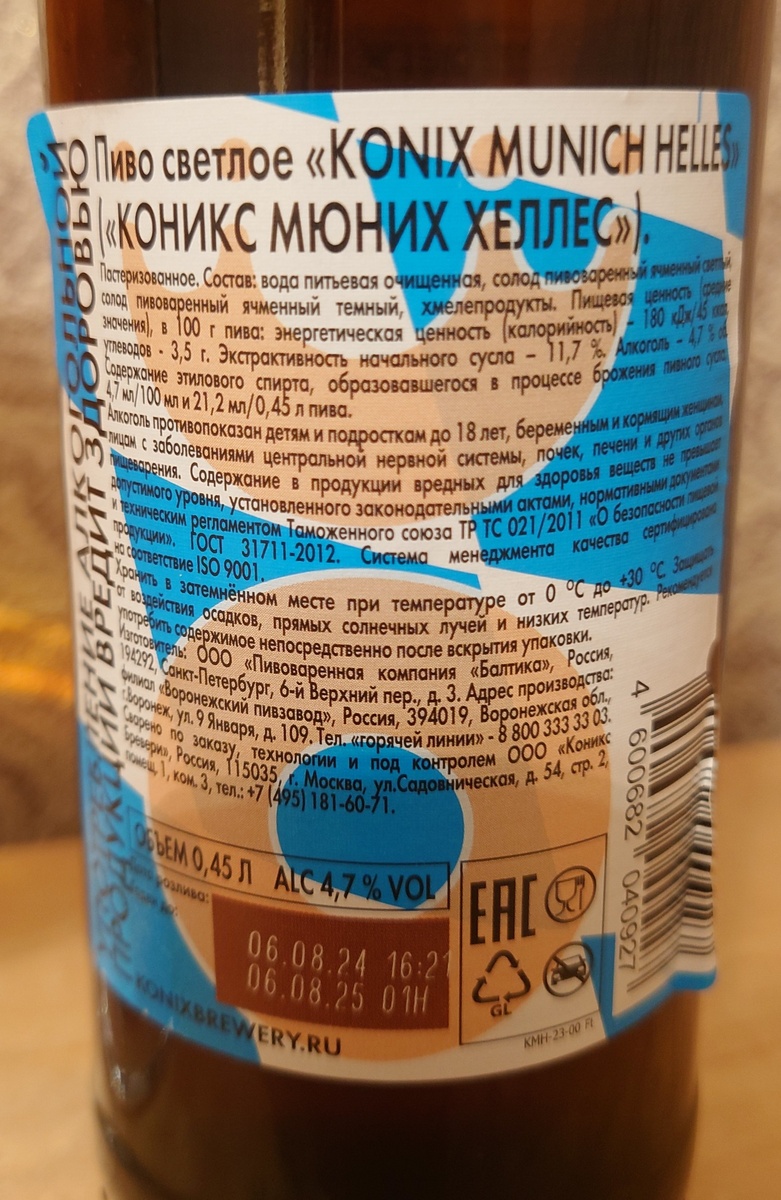 Пиво светлое «KONIX MUNICH HELLES»
(«КОНИКС МЮНИХ ХЕЛЛЕС»).
Пастеризованное. Состав: вода питьевая очищенная, солод пивоваренный ячменный светлый,
солод пивоваренный ячменный темный, хмелепродукты. Пищевая ценность (средние
значения), в 100 г пива: энергетическая ценность (калорийность) - 180 кДж/45 ккал,
углеводов - 3,5 г. Экстрактивность начального сусла – 11,7 %. Алкоголь – 4,7 % об.
Содержание этилового спирта, образовавшегося в процессе брожения пивного сусла,
4,7 мл/100 мл и 21,2 мл/0,45 л пива.
Алкоголь противопоказан детям и подросткам до 18 лет, беременным и кормящим женщинам,
лицам с заболеваниями центральной нервной системы, почек, печени и других органов
пищеварения. Содержание в продукции вредных для здоровья веществ не превышает
допустимого уровня, установленного законодательными актами, нормативными документами
и техническим регламентом Таможенного союза ТР ТС 021/2011 «О безопасности пищевой
продукции». ГОСТ 31711-2012. Система менеджмента качества сертифицирована
на соответствие ISO 9001.
Хранить в затемнённом месте при температуре от 0 °С до +30 °С. Защищать
от воздействия осадков, прямых солнечных лучей и низких температур. Рекомендуется
употребить содержимое непосредственно после вскрытия упаковки.
Изготовитель: ООО «Пивоваренная компания «Балтика», Россия,
194292, Санкт-Петербург, 6-й Верхний пер., д. 3. Адрес производства:
филиал «Воронежский пивзавод», Россия, 394019, Воронежская обл.,
г.Воронеж, ул. 9 Января, д. 109. Тел. «горячей линии» - 8 800 333 33 03.
Сварено по заказу, технологии и под контролем ООО «Коникс
Бревери», Россия, 115035, г. Москва, ул.Садовническая, д. 54, стр. 2,
помещ. 1, ком. 3, тел.: +7 (495) 181-60-71.
ОБЪЕМ 0,45 Л ALC 4,7 % VOL
розлива:
до:
06.08.24 16:21
06.08.25 01Н
EAC
GL
KONIXBREWERY.RU
КМН-23-00 FL
4 600682 040927
ВРЕДИТ ЗДОРОВЬЮ